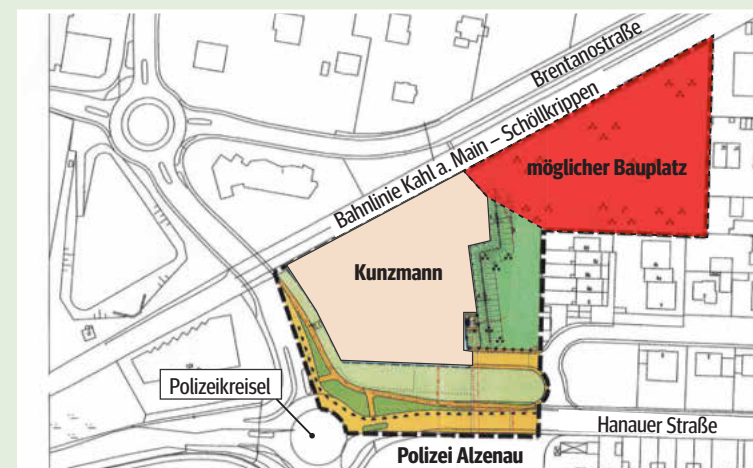 Brentanostraße
Bahnlinie Kahl a. Main – Schöllkrippen
möglicher Bauplatz
Kunzmann
Polizeikreisel
Hanauer Straße
Polizei Alzenau